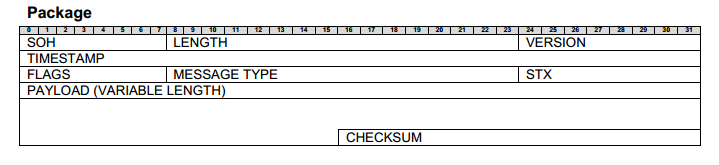 Package
0 1 2 3 4 5 6 7 8 9 10 11 12 13 14 15 16 17 18 19 20 21 22 23 24 25 26 27 28 29 30 31
SOH LENGTH VERSION
TIMESTAMP
FLAGS MESSAGE TYPE STX
PAYLOAD (VARIABLE LENGTH)
CHECKSUM